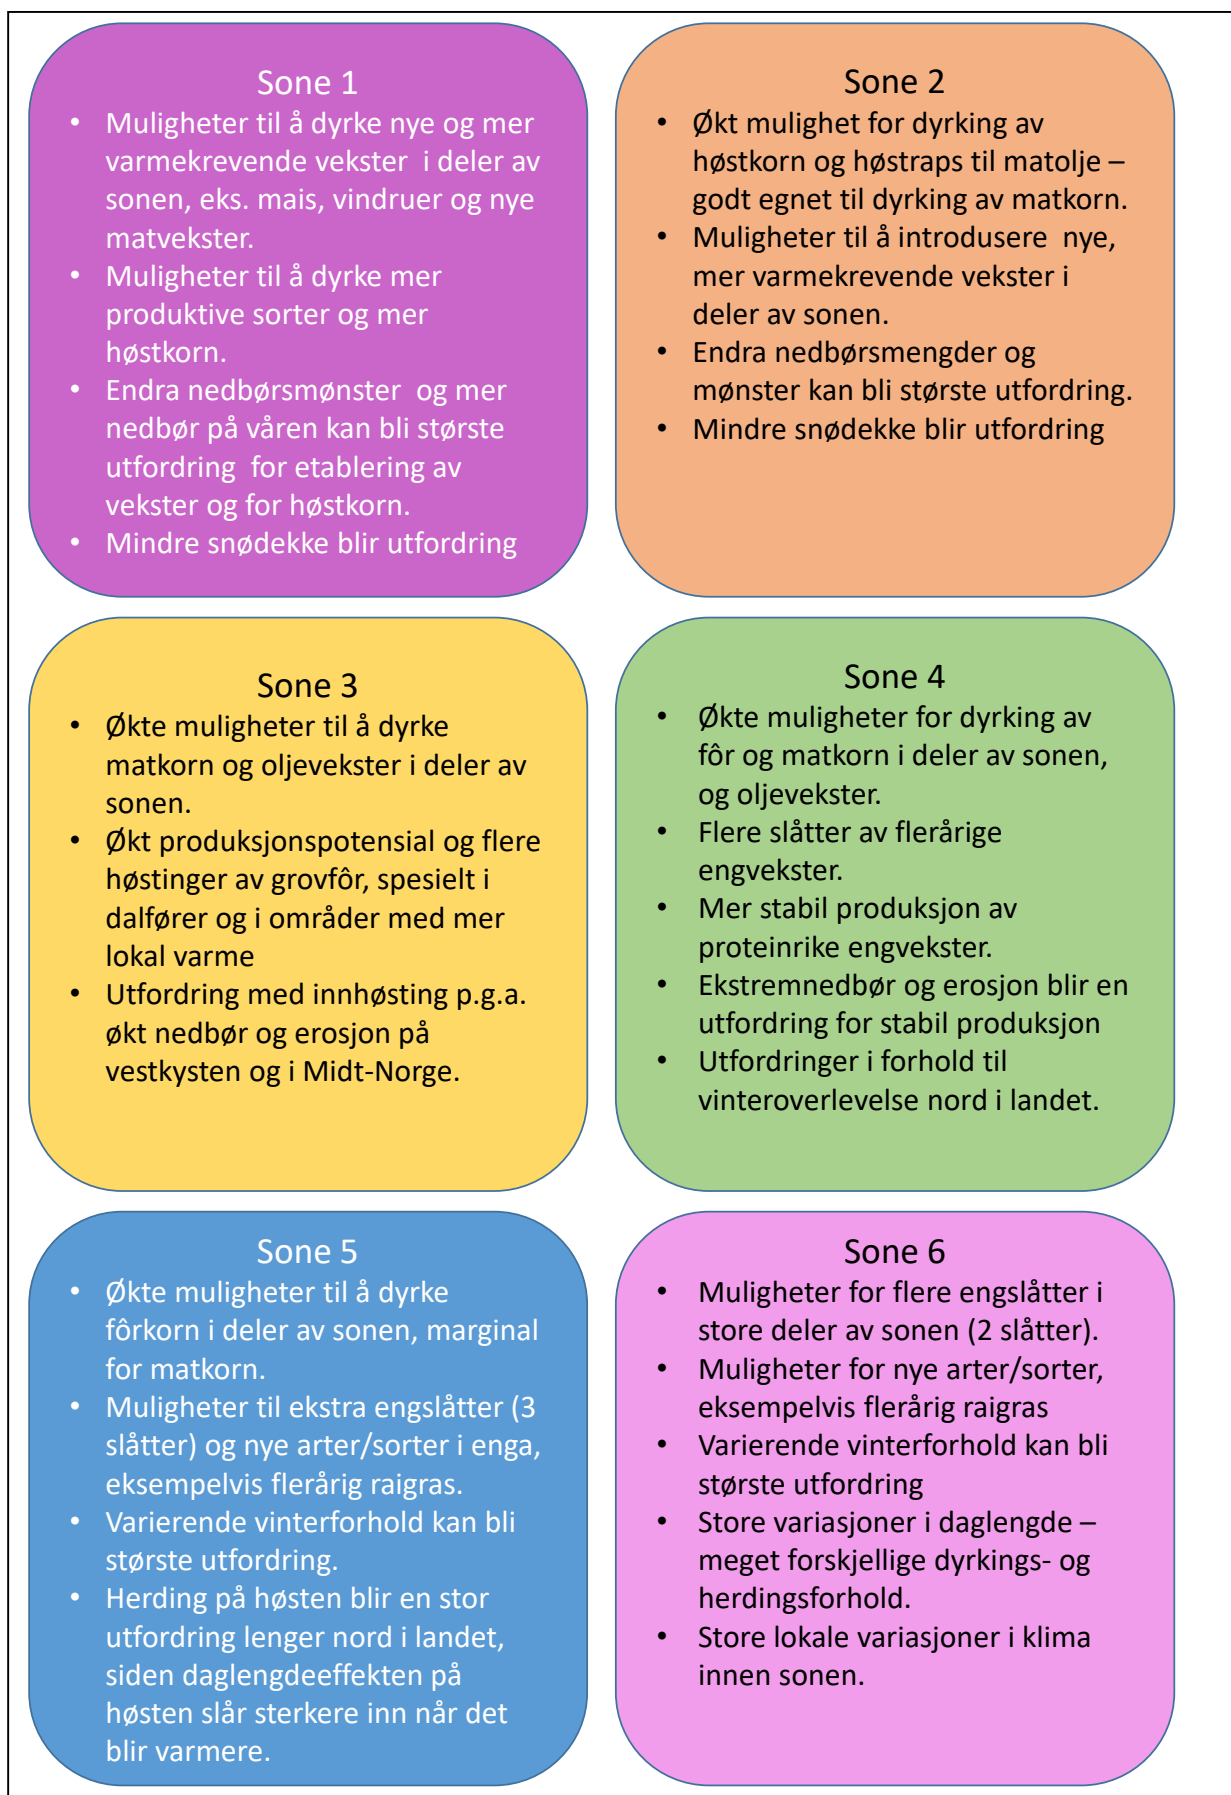 Sone 1
• Muligheter til å dyrke nye og mer
varmekrevende vekster i deler av
sonen, eks. mais, vindruer og nye
matvekster.
• Muligheter til å dyrke mer
produktive sorter og mer
høstkorn.
• Endra nedbørsmønster og mer
nedbør på våren kan bli største
utfordring for etablering av
vekster og for høstkorn.
• Mindre snødekke blir utfordring
Sone 2
• Økt mulighet for dyrking av
høstkorn og høstraps til matolje –
godt egnet til dyrking av matkorn.
• Muligheter til å introdusere nye,
mer varmekrevende vekster i
deler av sonen.
• Endra nedbørsmengder og
mønster kan bli største utfordring.
• Mindre snødekke blir utfordring
Sone 3
• Økte muligheter til å dyrke
matkorn og oljevekster i deler av
sonen.
• Økt produksjonspotensial og flere
høstinger av grovfôr, spesielt i
dalfører og i områder med mer
lokal varme
• Utfordring med innhøsting p.g.a.
økt nedbør og erosjon på
vestkysten og i Midt-Norge.
Sone 4
• Økte muligheter for dyrking av
fôr og matkorn i deler av sonen,
og oljevekster.
• Flere slåtter av flerårige
engvekster.
• Mer stabil produksjon av
proteinrike engvekster.
• Ekstremnedbør og erosjon blir en
utfordring for stabil produksjon
• Utfordringer i forhold til
vinteroverlevelse nord i landet.
Sone 5
• Økte muligheter til å dyrke
fôrkorn i deler av sonen, marginal
for matkorn.
• Muligheter til ekstra engslåtter (3
slåtter) og nye arter/sorter i enga,
eksempelvis flerårig raigras.
• Varierende vinterforhold kan bli
største utfordring.
• Herding på høsten blir en stor
utfordring lenger nord i landet,
siden daglengdeeffekten på
høsten slår sterkere inn når det
blir varmere.
Sone 6
• Muligheter for flere engslåtter i
store deler av sonen (2 slåtter).
• Muligheter for nye arter/sorter,
eksempelvis flerårig raigras
• Varierende vinterforhold kan bli
største utfordring
• Store variasjoner i daglengde –
meget forskjellige dyrkings- og
herdingsforhold.
• Store lokale variasjoner i klima
innen sonen.